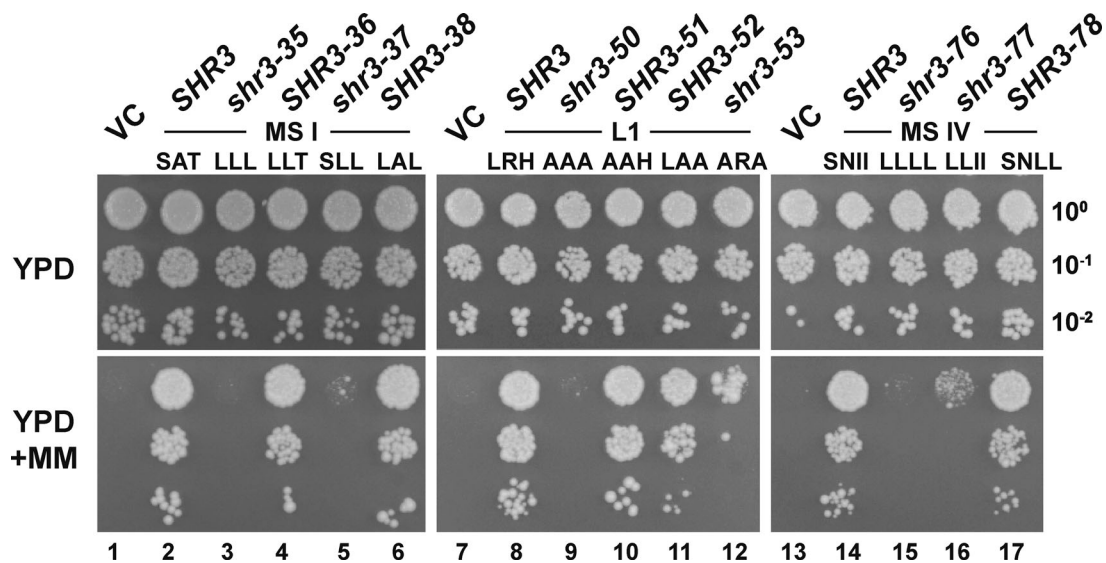 VC SHR3 shr3-35 SHR3-36 shr3-37 SHR3-38 VC SHR3 shr3-50 SHR3-51 SHR3-52 shr3-53 VC SHR3 shr3-76 shr3-77 SHR3-78
MS I L1 MS IV
SAT LLL LLT SLL LAL LRH AAA AAH LAA ARA SNII LLLL LLII SNLL
10⁰
YPD 10⁻¹
10⁻²
YPD
+MM
1 2 3 4 5 6 7 8 9 10 11 12 13 14 15 16 17